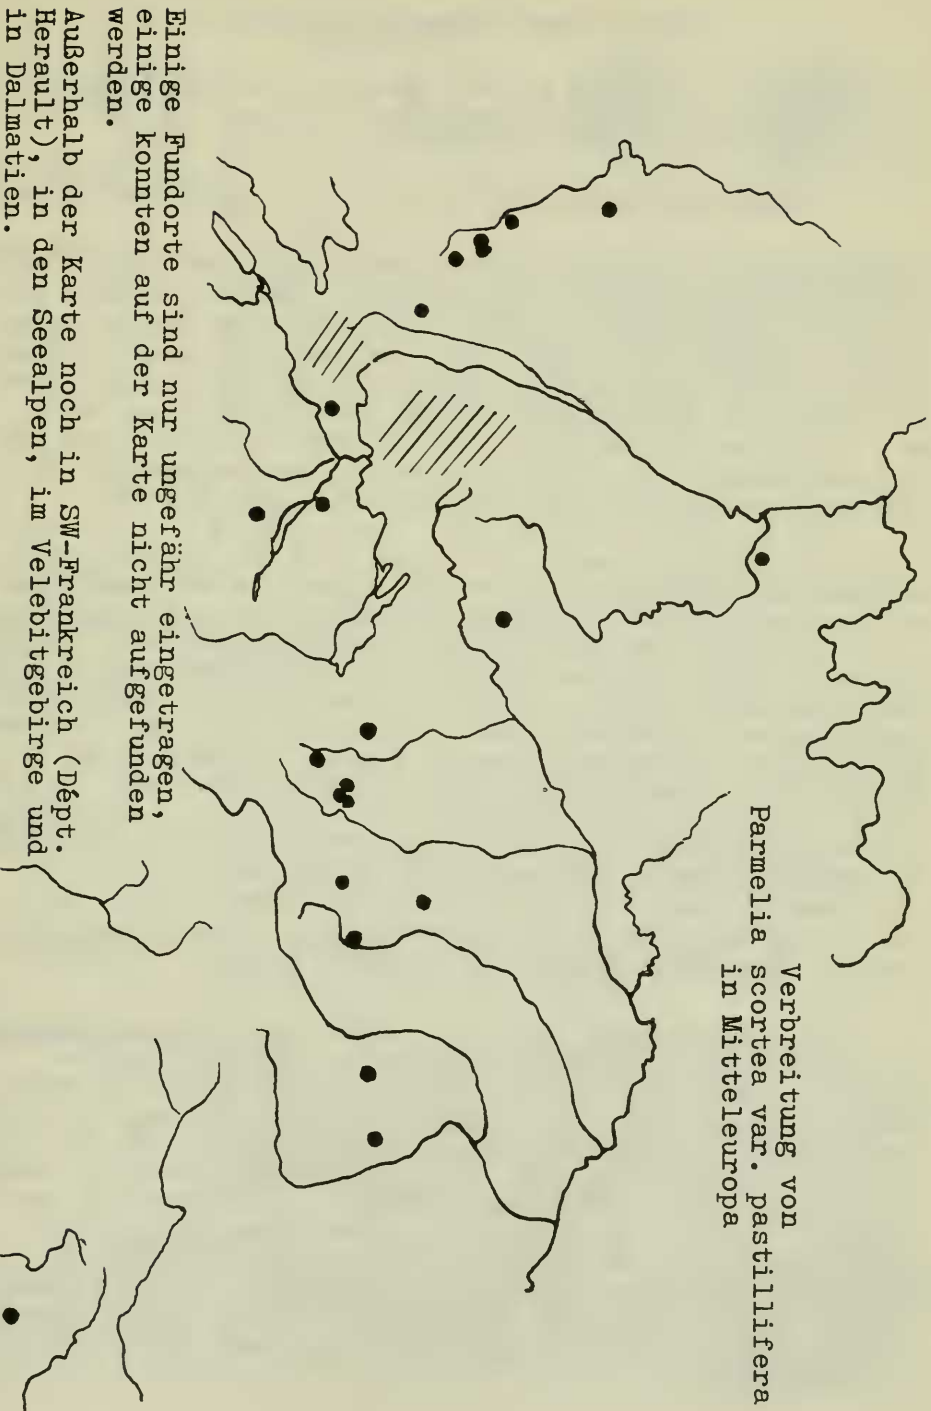 Verbreitung von
Parmelia scortea var. pastillifera
in Mitteleuropa
Einige Fundorte sind nur ungefähr eingetragen,
einige konnten auf der Karte nicht aufgefunden
werden.
Außerhalb der Karte noch in SW-Frankreich (Dépt.
Herault), in den Seealpen, im Velebitgebirge und
in Dalmatien.